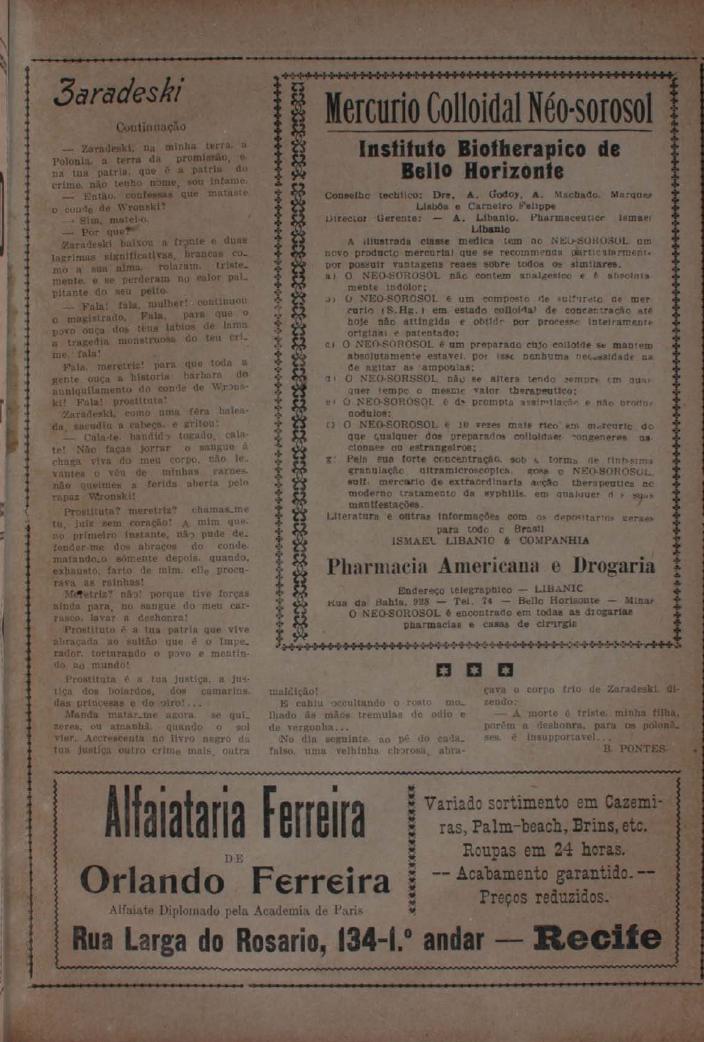 Zaradeski
Continuação
— Zaradeski, na minha terra, a
Polonia, a terra da promissão, e
na tua patria, que é a patria do
crime, não tenho nome, sou infame.
— Então, confessas que mataste
o conde de Wronski?
— Sim, matei-o.
— Por que?
Zaradeski baixou a fronte e duas
lagrimas significativas, brancas co-
mo a sua alma, rolaram, triste-
mente, e se perderam no calor pal-
pitante do seu peito.
— Fala! fala, mulher! continuou
o magistrado. Fala, para que o
povo ouça dos teus labios de lama
a tragedia monstruosa do teu cri-
me, fala!
Fala, meretriz! para que toda a
gente ouça a historia barbara do
anniquilamento do conde de Wrons-
ki! Fala! prostituta!
Zaradeski, como uma féra balea-
da, sacudiu a cabeça, e gritou!
— Cala-te, bandido togado, cala-
te! Não faças jorrar o sangue á
chaga viva do meu corpo, não le-
vantes o véu de minhas carnes,
não queimes a ferida aberta pelo
rapaz Wronski!
Prostituta? meretriz? chamas-me
tu, juiz sem coração! A mim que,
no primeiro instante, não pude de-
fender-me dos abraços do conde,
matando-o sómente depois, quando,
exhausto, farto de mim, elle procu-
rava as rainhas!
Meretriz? não! porque tive forças
ainda para, no sangue do meu car-
rasco, lavar a deshonra!
Prostituto é a tua patria que vive
abraçada ao sultão que é o Impe-
rador, torturando o povo e mentin-
do ao mundo!
Prostituta é a tua justiça, a jus-
tiça dos boiardos, dos camarins,
das princesas e do oiro!...
Manda matar-me agora, se qui-
zeres, ou amanhã, quando o sol
vier. Accrescenta no livro negro da
tua justiça outro crime mais, outra
maldição!
E cahiu occultando o rosto mo-
lhado ás mãos tremulas de odio e
de vergonha...
No dia seguinte, ao pé do cada-
falso, uma velhinha chorosa, abra-
çava o corpo frio de Zaradeski, di-
zendo:
— A morte é triste, minha filha,
porém a deshonra, para os polonê-
ses, é insupportavel...
B. PONTES.
Mercurio Colloidal Néo-sorosol
Instituto Biotherapico de
Bello Horizonte
Conselho techlico: Drs. A. Godoy, A. Machado, Marques
Lisbôa e Carneiro Felippe
Director Gerente: — A. Libanio. Pharmaceutico Ismael
Libanio
A illustrada classe medica tem no NEO-SOROSOL um
novo producto mercurial que se recommenda particularmente
por possuir vantagens reaes sobre todos os similares.
a) O NEO-SOROSOL não contem analgesico e é absoluta-
mente indolor;
b) O NEO-SOROSOL é um composto de sulfureto de mer-
curio (S.Hg.) em estado colloidal de concentração até
hoje não attingida e obtido por processo inteiramente
original e patentado;
c) O NEO-SOROSOL é um preparado cujo colloide se mantem
absolutamente estavel, por isso nenhuma necessidade ha
de agitar as ampoulas;
d) O NEO-SORSSOL não se altera tendo sempre em qual-
quer tempo o mesmo valor therapeutico;
e) O NEO-SOROSOL é de prompta assimilação e não produz
nodulos;
f) O NEO-SOROSOL é 10 vezes mais rico em mercurio do
que qualquer dos preparados colloidaes congeneres na-
cionaes ou estrangeiros;
g) Pela sua forte concentração, sob a forma de finissima
granulação ultramicroscopica, gosa o NEO-SOROSOL,
sulf. mercurio de extraordinaria acção therapeutica no
moderno tratamento da syphilis, em qualquer de suas
manifestações.
Literatura e outras informações com os depositarios geraes
para todo o Brasil
ISMAEL LIBANIO & COMPANHIA
Pharmacia Americana e Drogaria
Endereço telegraphico — LIBANIC
Rua da Bahia, 928 — Tel. 74 — Bello Horisonte — Minas
O NEO-SOROSOL é encontrado em todas as drogarias
pharmacias e casas de cirurgia
Alfaiataria Ferreira
DE
Orlando Ferreira
Alfaiate Diplomado pela Academia de Paris
Variado sortimento em Cazemi-
ras, Palm-beach, Brins, etc.
Roupas em 24 horas.
-- Acabamento garantido. --
Preços reduzidos.
Rua Larga do Rosario, 134-1.º andar — Recife